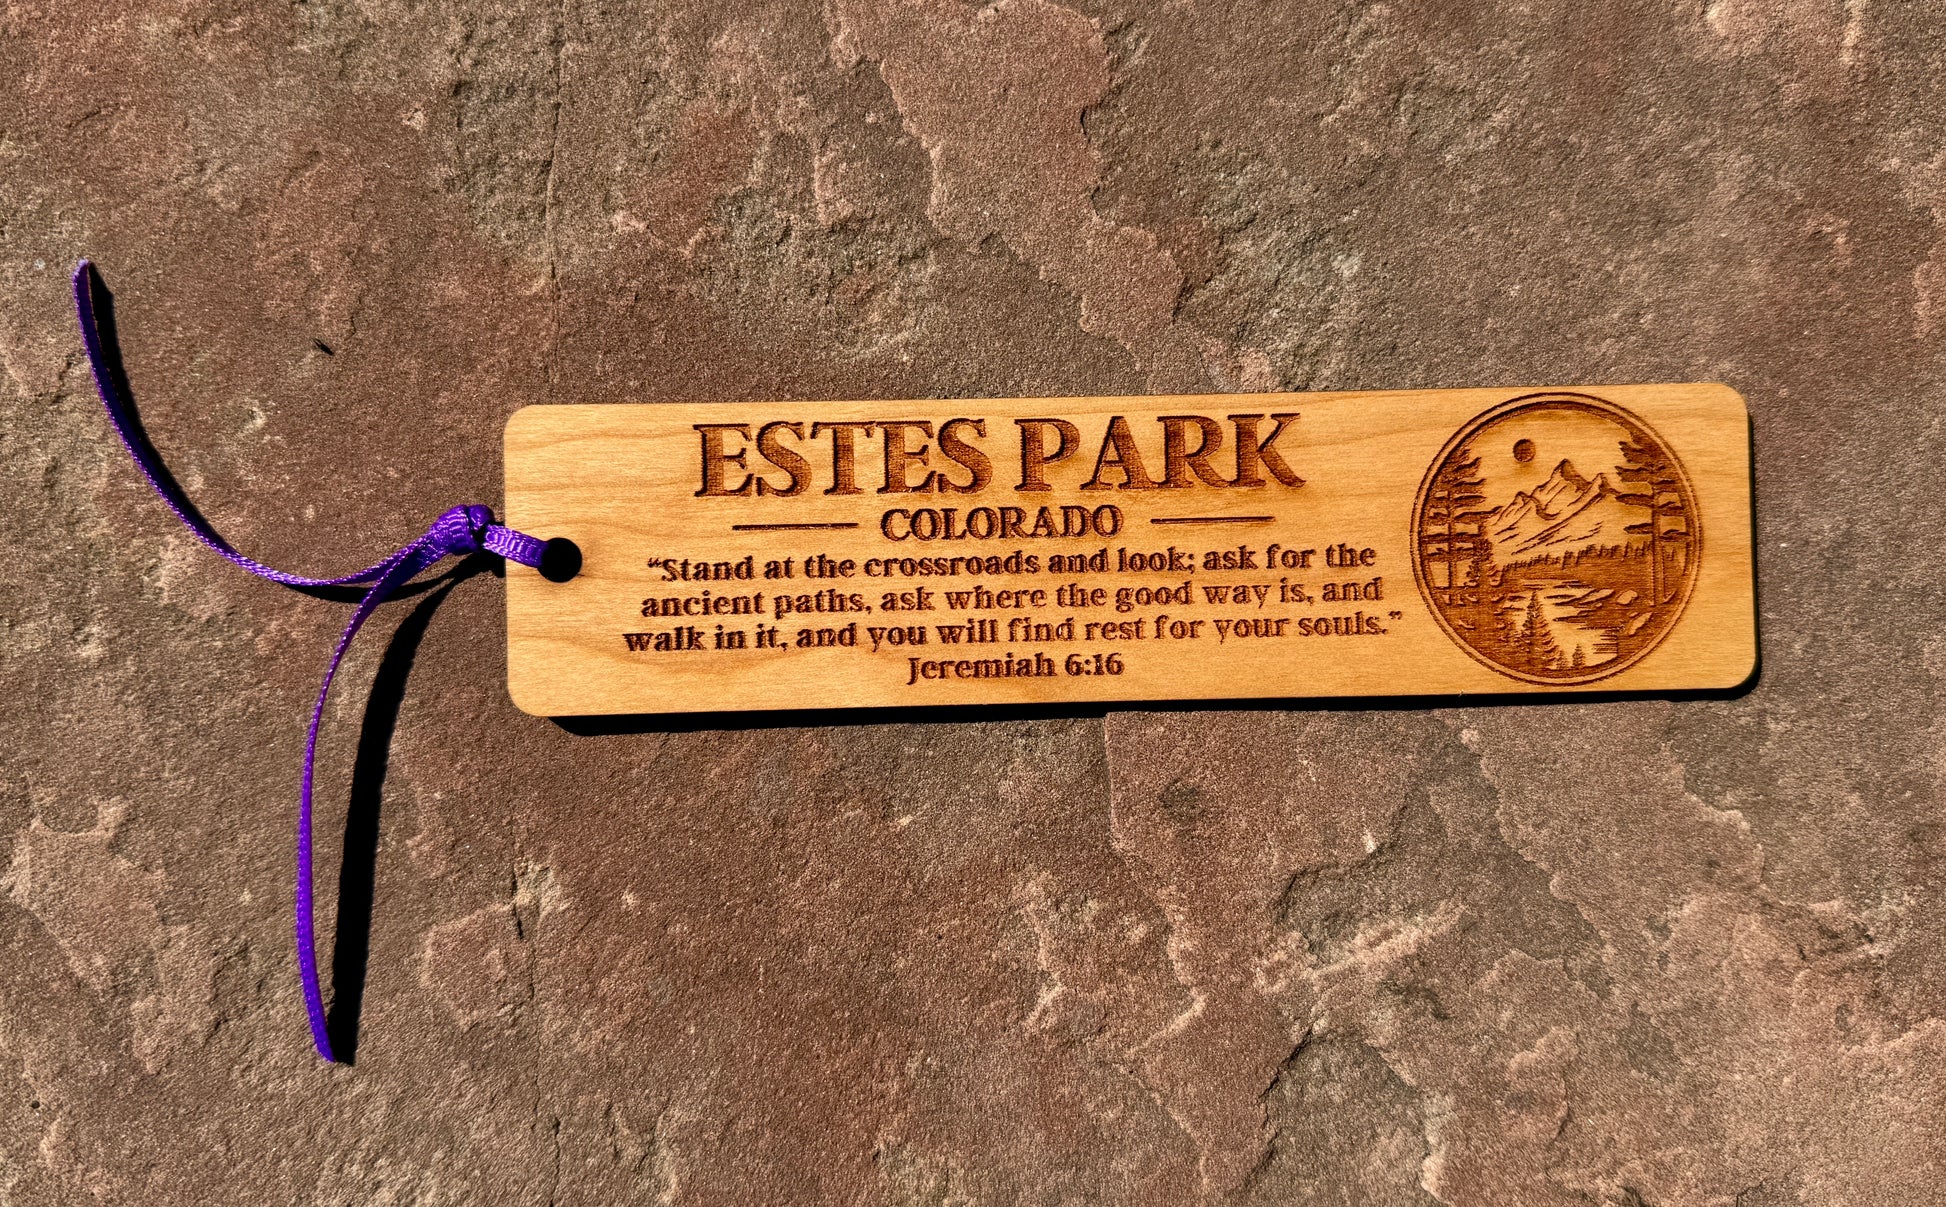 ESTES PARK
COLORADO
“Stand at the crossroads and look; ask for the
ancient paths, ask where the good way is, and
walk in it, and you will find rest for your souls.”
Jeremiah 6:16